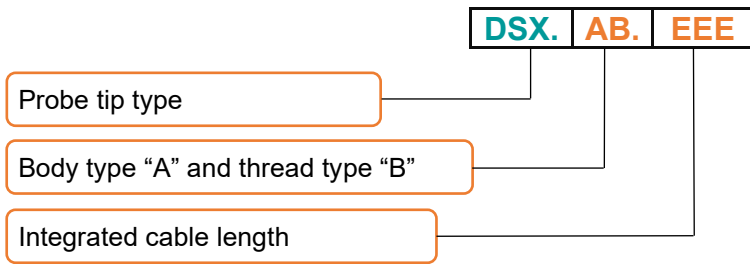 DSX. AB. EEE
Probe tip type
Body type “A” and thread type “B”
Integrated cable length